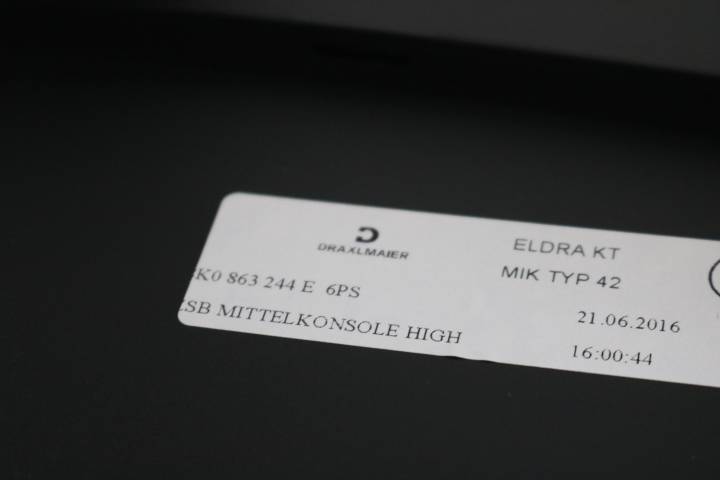 DRAXLMAIER
ELDRA KT
MIK TYP 42
K0 863 244 E 6PS
SB MITTELKONSOLE HIGH
21.06.2016
16:00:44